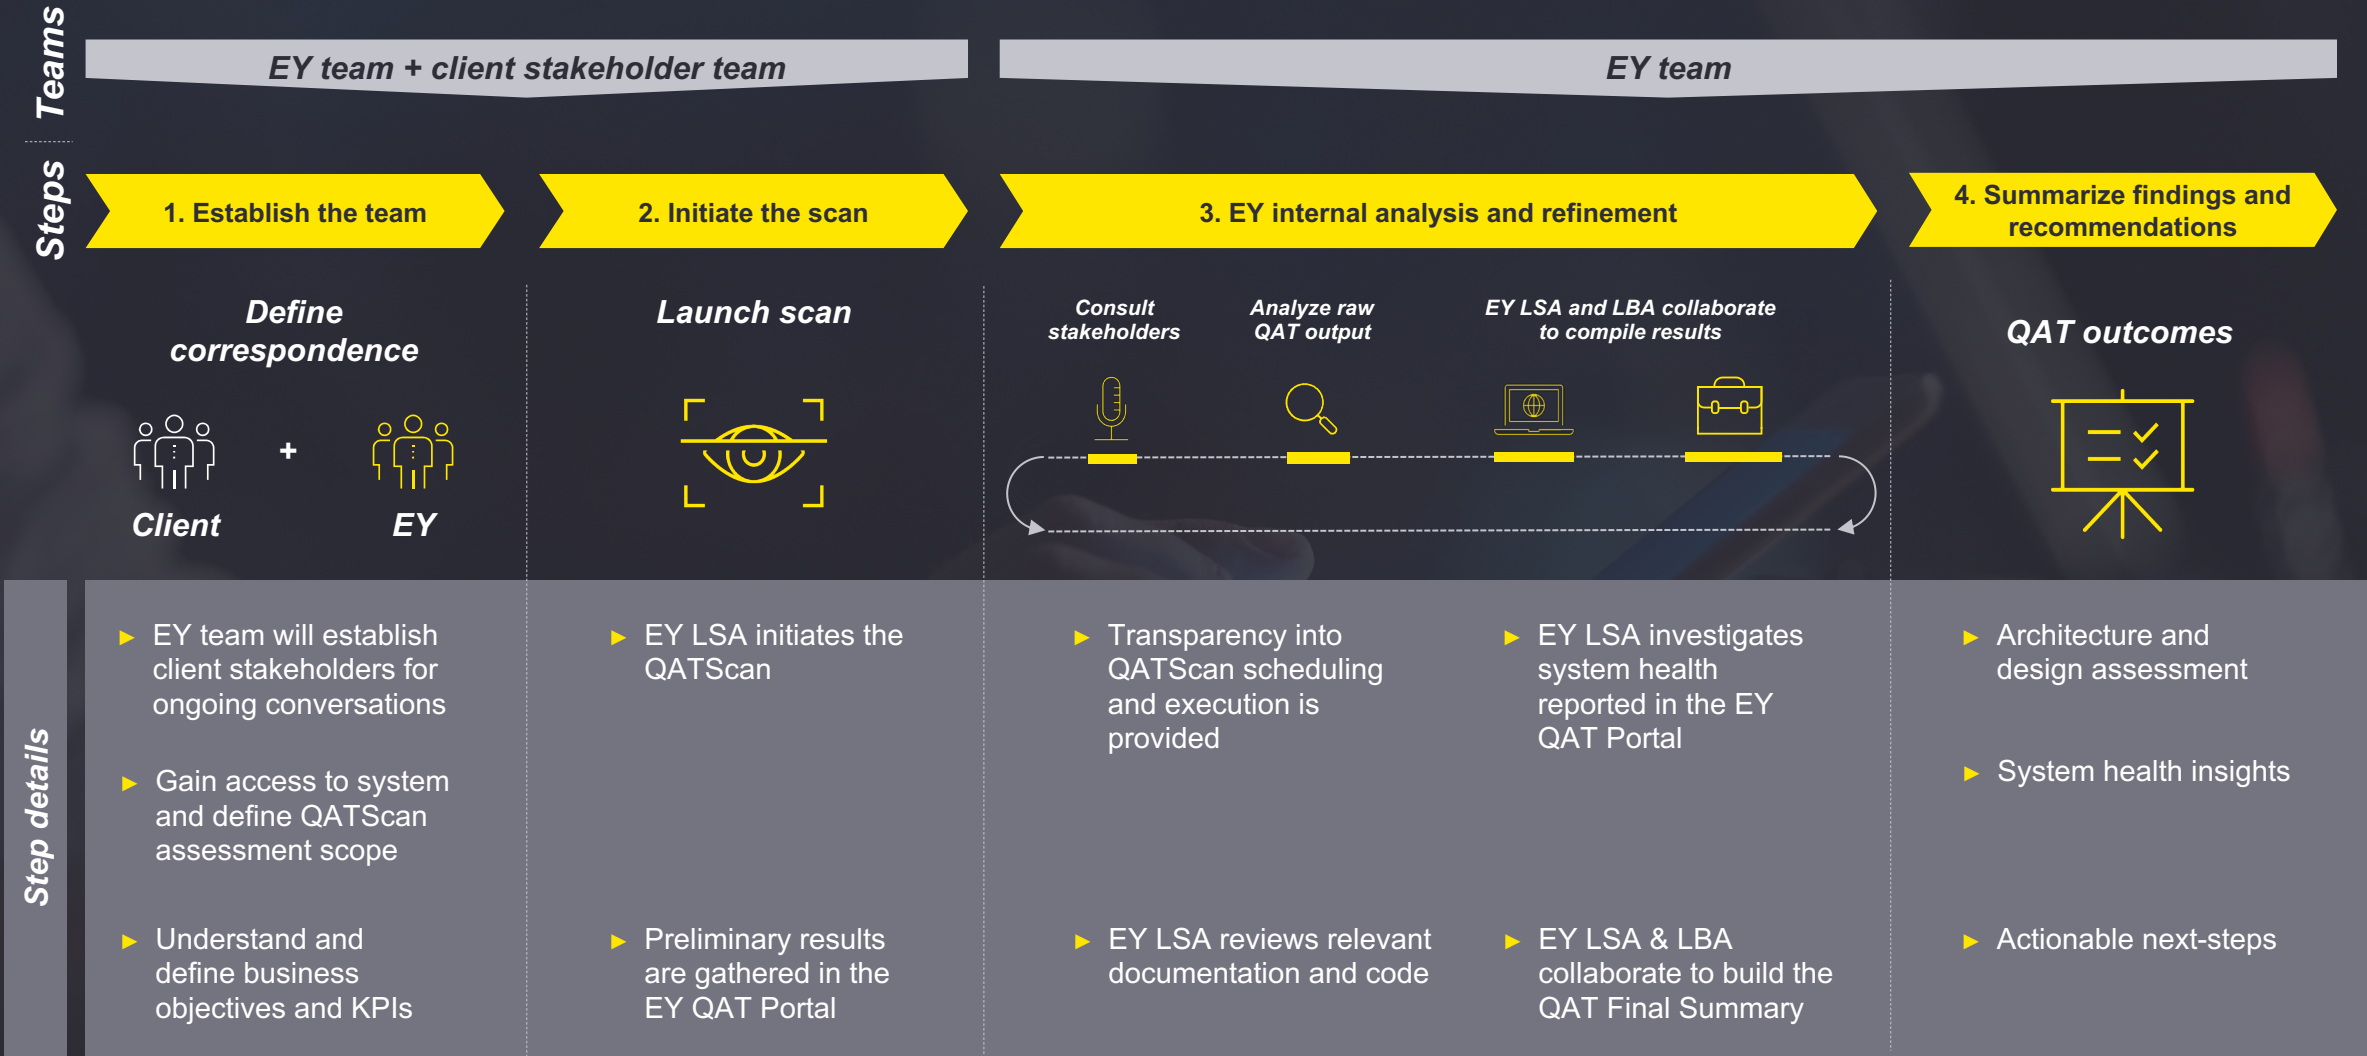 Teams
EY team + client stakeholder team
EY team
Steps
1. Establish the team
2. Initiate the scan
3. EY internal analysis and refinement
4. Summarize findings and
recommendations
Define
correspondence
+
Client
EY
Launch scan
Consult
stakeholders
Analyze raw
QAT output
EY LSA and LBA collaborate
to compile results
QAT outcomes
Step details
► EY team will establish
client stakeholders for
ongoing conversations
► Gain access to system
and define QATScan
assessment scope
► Understand and
define business
objectives and KPIs
► EY LSA initiates the
QATScan
► Preliminary results
are gathered in the
EY QAT Portal
► Transparency into
QATScan scheduling
and execution is
provided
► EY LSA reviews relevant
documentation and code
► EY LSA investigates
system health
reported in the EY
QAT Portal
► EY LSA & LBA
collaborate to build the
QAT Final Summary
► Architecture and
design assessment
► System health insights
► Actionable next-steps